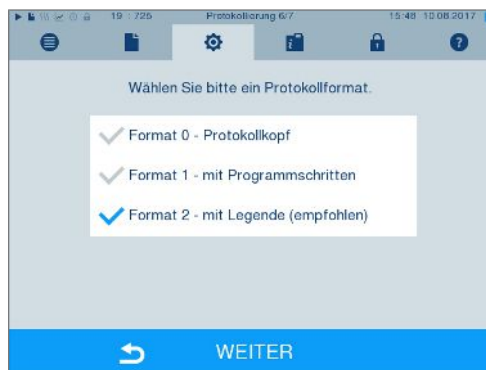 19 : 725 Protokollierung 6/7 15:48 10.08.2017
Wählen Sie bitte ein Protokollformat.
Format 0 - Protokollkopf
Format 1 - mit Programmschritten
Format 2 - mit Legende (empfohlen)
WEITER